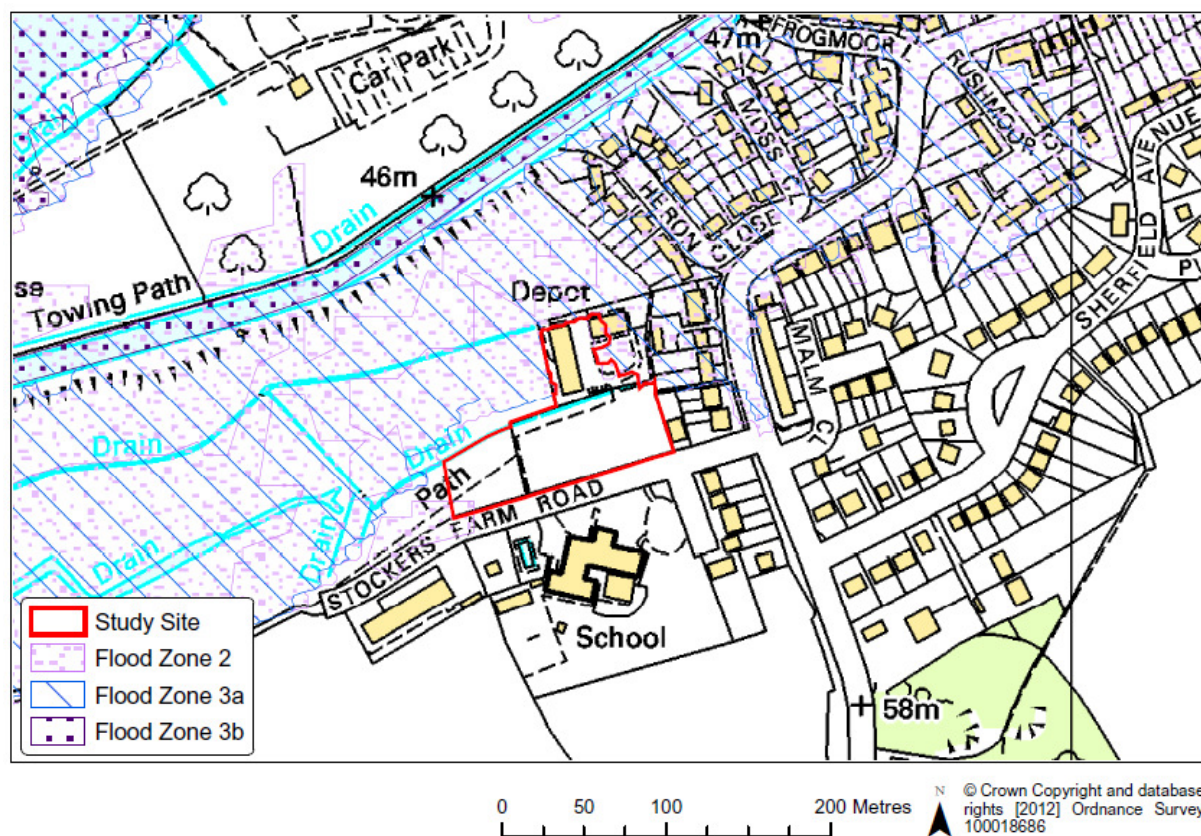 Drain
Car Park
47m
FROGMOOR
RUSHMOOR CT
MOSS CL
AVENUE
SHERFIELD
46m
Drain
HERON CLOSE
Towing Path
Depot
MALM CL
Drain
Drain
Path
Drain
Drain
STOCKERS FARM ROAD
School
58m
Study Site
Flood Zone 2
Flood Zone 3a
Flood Zone 3b
0 50 100 200 Metres
N
© Crown Copyright and database
rights [2012] Ordnance Survey
100018686